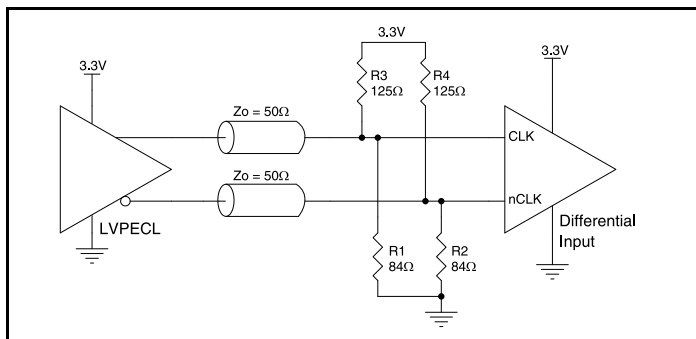 3.3V
3.3V
3.3V
R3
125Ω
R4
125Ω
Zo = 50Ω
CLK
Zo = 50Ω
nCLK
LVPECL
Differential
Input
R1
84Ω
R2
84Ω